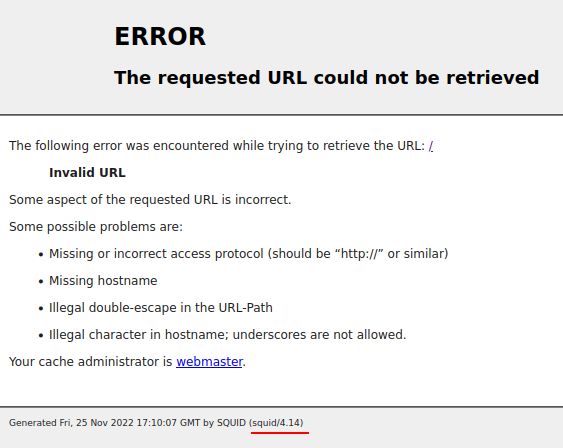 ERROR
The requested URL could not be retrieved
The following error was encountered while trying to retrieve the URL: /
Invalid URL
Some aspect of the requested URL is incorrect.
Some possible problems are:
• Missing or incorrect access protocol (should be “http://” or similar)
• Missing hostname
• Illegal double-escape in the URL-Path
• Illegal character in hostname; underscores are not allowed.
Your cache administrator is webmaster.
Generated Fri, 25 Nov 2022 17:10:07 GMT by SQUID (squid/4.14)